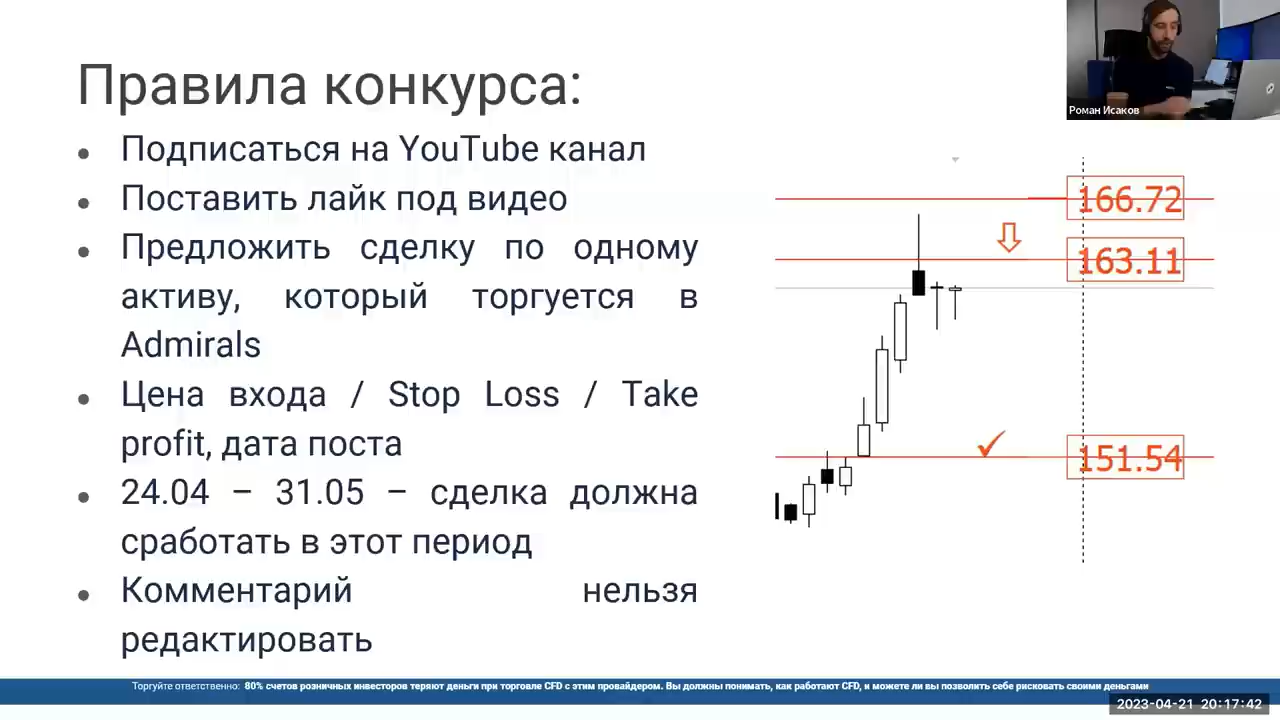 Правила конкурса:
Роман Исаков
• Подписаться на YouTube канал
• Поставить лайк под видео
• Предложить сделку по одному
активу, который торгуется в
Admirals
• Цена входа / Stop Loss / Take
profit, дата поста
• 24.04 – 31.05 – сделка должна
сработать в этот период
• Комментарий нельзя
редактировать
166.72
163.11
151.54
Торгуйте ответственно: 80% счетов розничных инвесторов теряют деньги при торговле CFD с этим провайдером. Вы должны понимать, как работают CFD, и можете ли вы позволить себе рисковать своими деньгами
2023-04-21 20:17:42